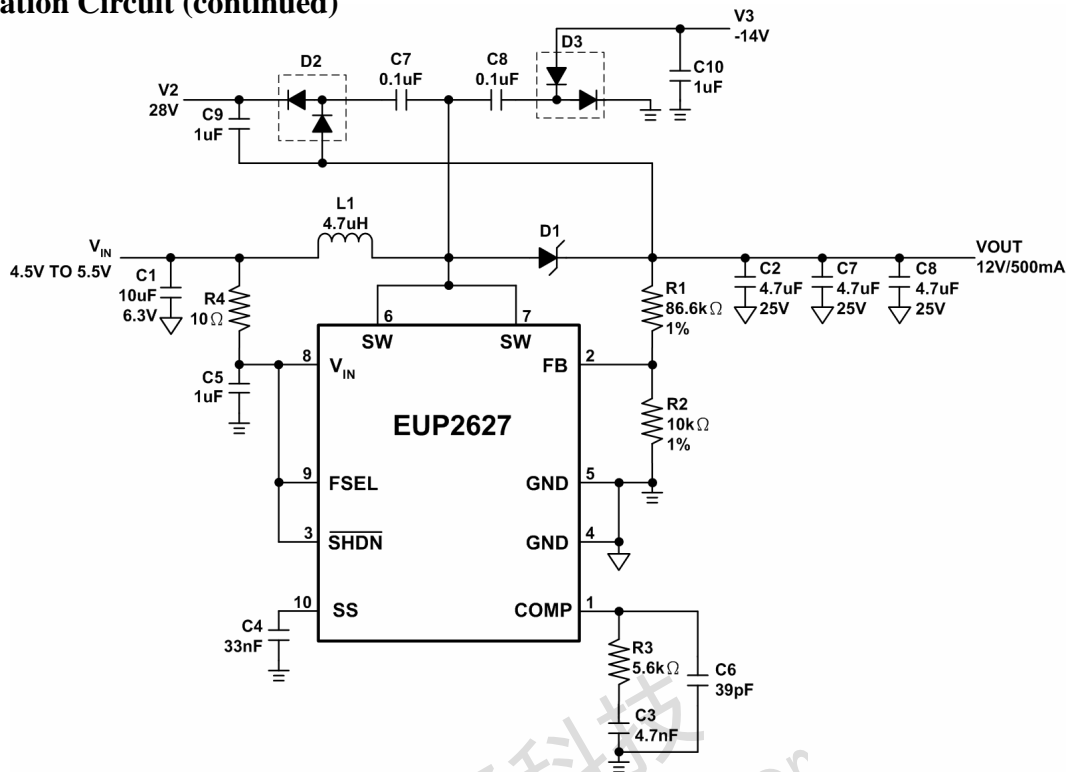 ation Circuit (continued)
V3
-14V
D3
C10
1uF
C7
0.1uF
C8
0.1uF
D2
V2
28V
C9
1uF
L1
4.7uH
D1
VIN
4.5V TO 5.5V
C1
10uF
6.3V
R4
10Ω
VOUT
12V/500mA
C2
4.7uF
25V
C7
4.7uF
25V
C8
4.7uF
25V
R1
86.6kΩ
1%
6
SW
7
SW
8
VIN
FB
2
C5
1uF
R2
10kΩ
1%
EUP2627
9
FSEL
GND
5
3
SHDN
GND
4
10
SS
COMP
1
C4
33nF
R3
5.6kΩ
C6
39pF
C3
4.7nF
科技